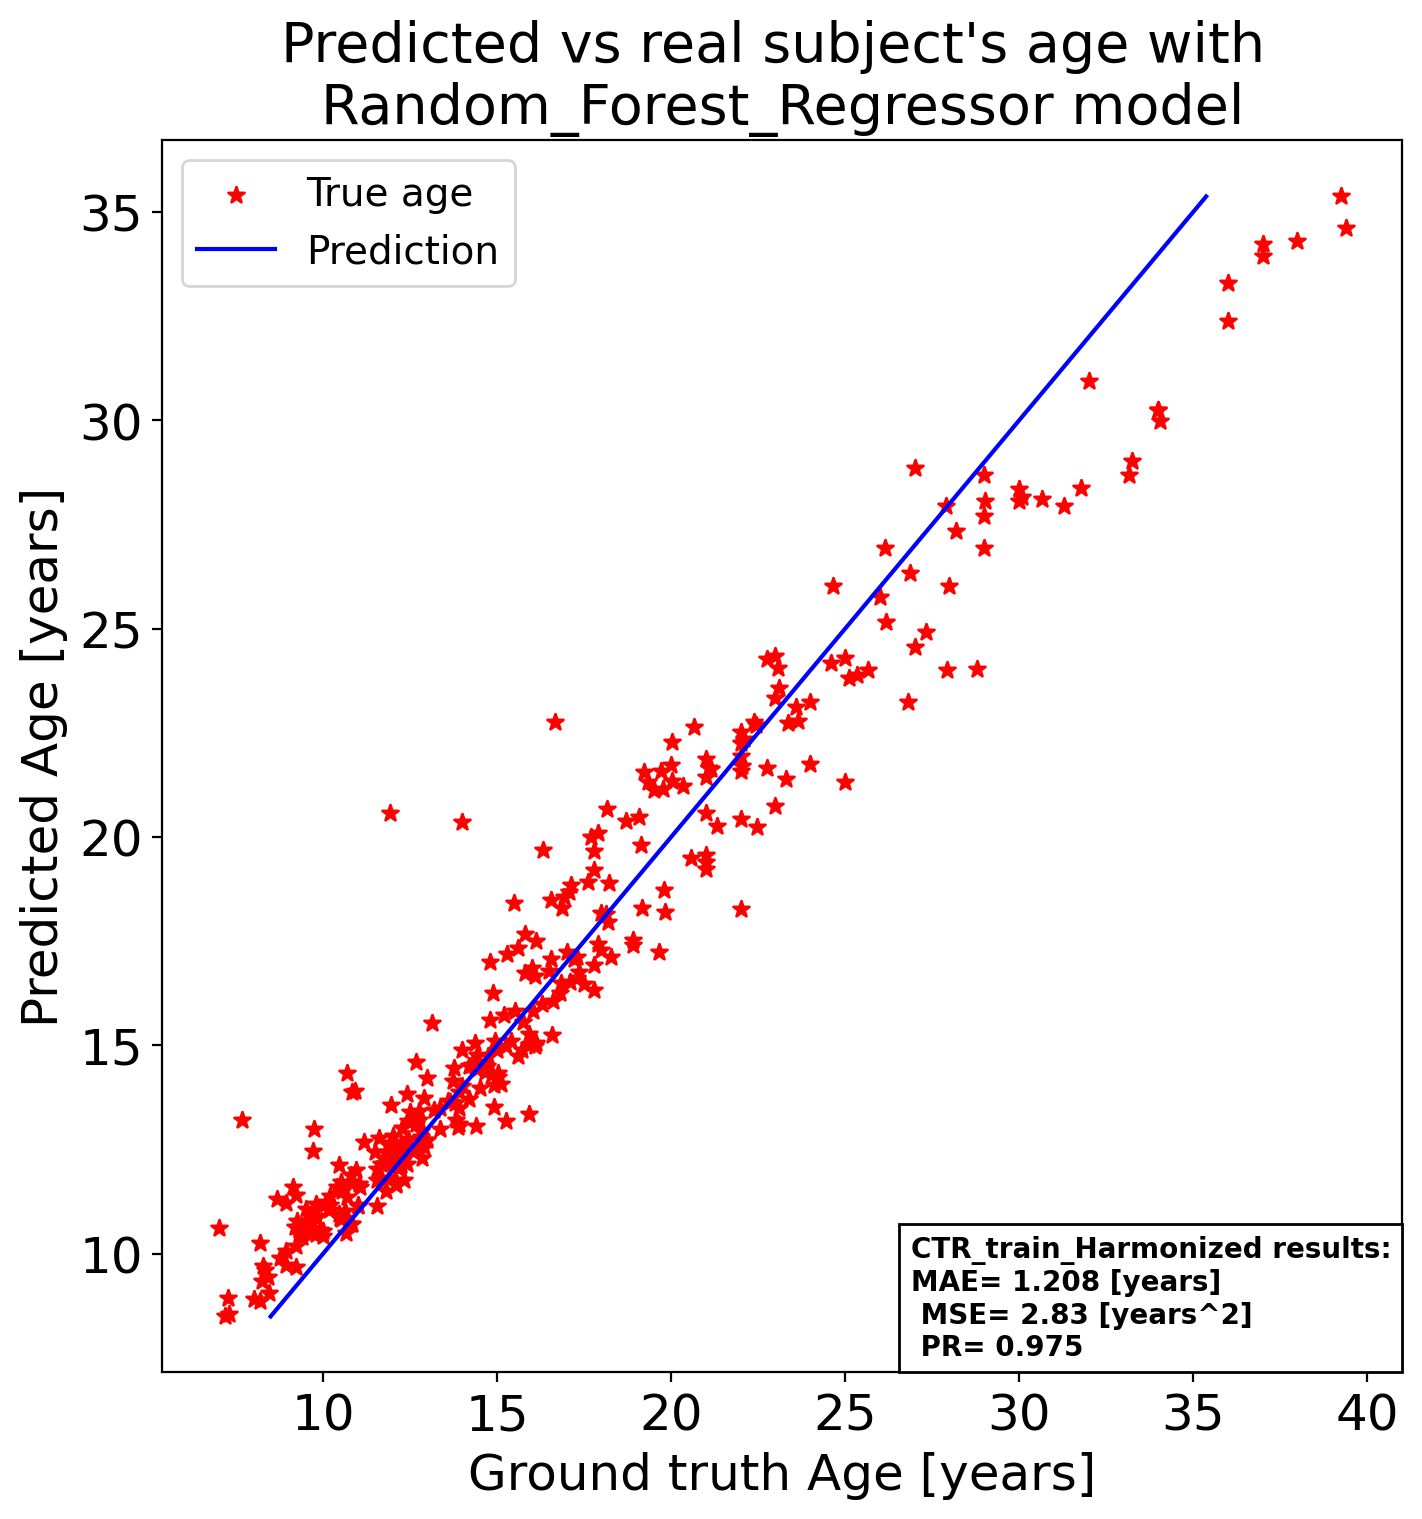 Predicted vs real subject's age with
Random_Forest_Regressor model
True age
Prediction
35
30
25
20
15
10
Predicted Age [years]
CTR_train_Harmonized results:
MAE= 1.208 [years]
MSE= 2.83 [years^2]
PR= 0.975
10 15 20 25 30 35 40
Ground truth Age [years]